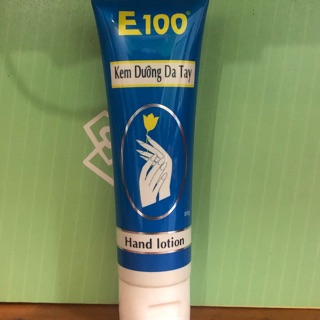 E100®
Kem Dưỡng Da Tay
Hand lotion